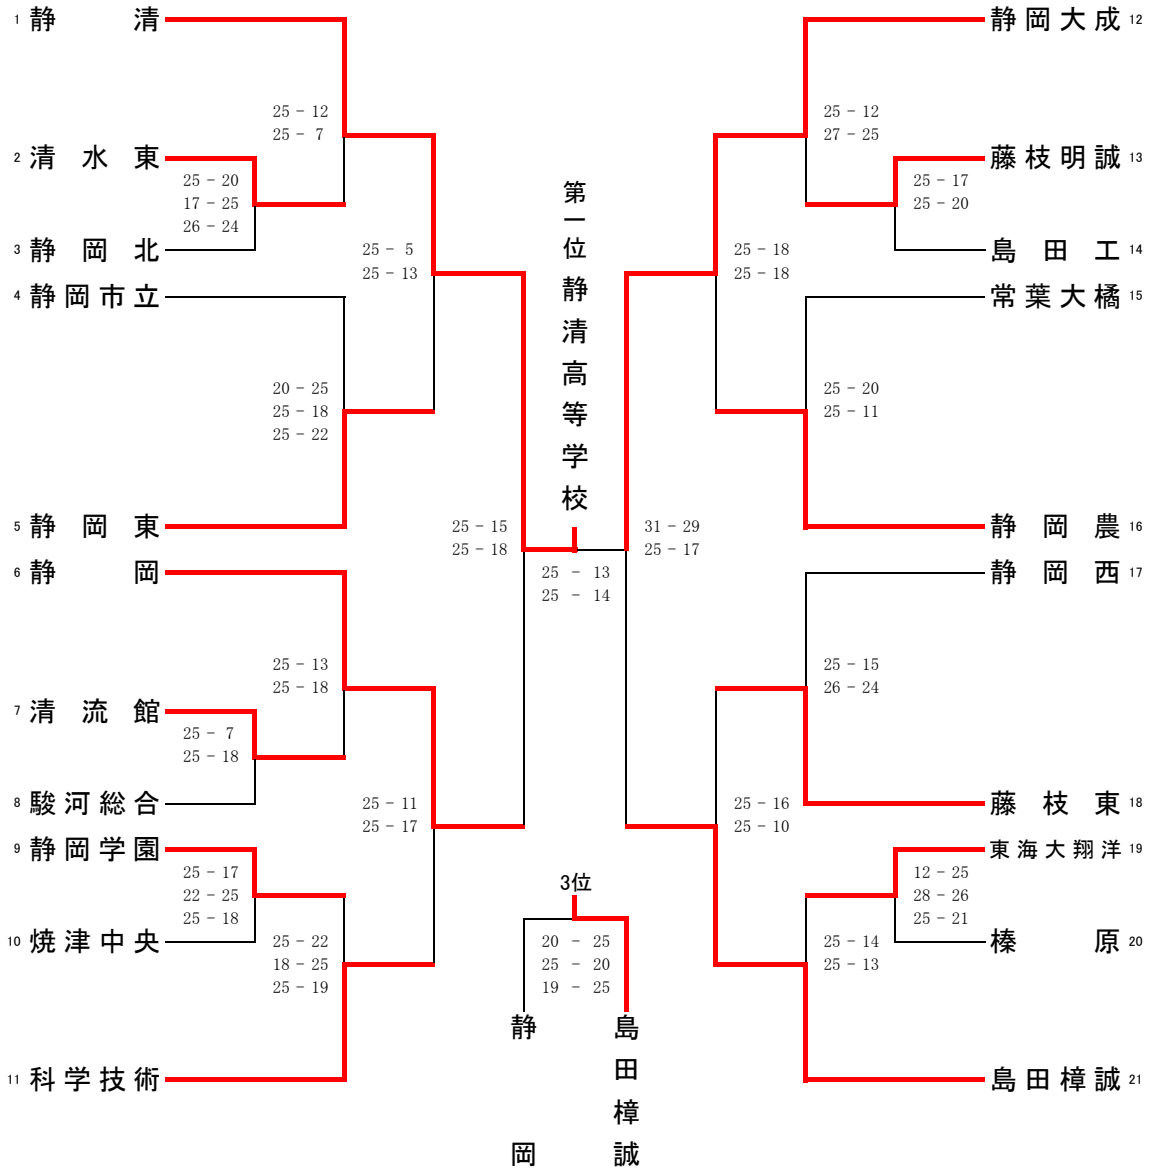 1 静清
25 - 12
25 - 7
2 清水東
25 - 20
17 - 25
26 - 24
3 静岡北
25 - 5
25 - 13
4 静岡市立
20 - 25
25 - 18
25 - 22
5 静岡東
25 - 15
25 - 18
6 静岡
25 - 13
25 - 18
7 清流館
25 - 7
25 - 18
8 駿河総合
25 - 11
25 - 17
9 静岡学園
25 - 17
22 - 25
25 - 18
10 焼津中央
25 - 22
18 - 25
25 - 19
11 科学技術
第一位静清高等学校
25 - 13
25 - 14
3位
20 - 25
25 - 20
19 - 25
静岡
島田樟誠
静岡大成 12
25 - 12
27 - 25
藤枝明誠 13
25 - 17
25 - 20
島田工 14
25 - 18
25 - 18
常葉大橘 15
25 - 20
25 - 11
静岡農 16
31 - 29
25 - 17
静岡西 17
25 - 15
26 - 24
藤枝東 18
25 - 16
25 - 10
東海大翔洋 19
12 - 25
28 - 26
25 - 21
榛原 20
25 - 14
25 - 13
島田樟誠 21